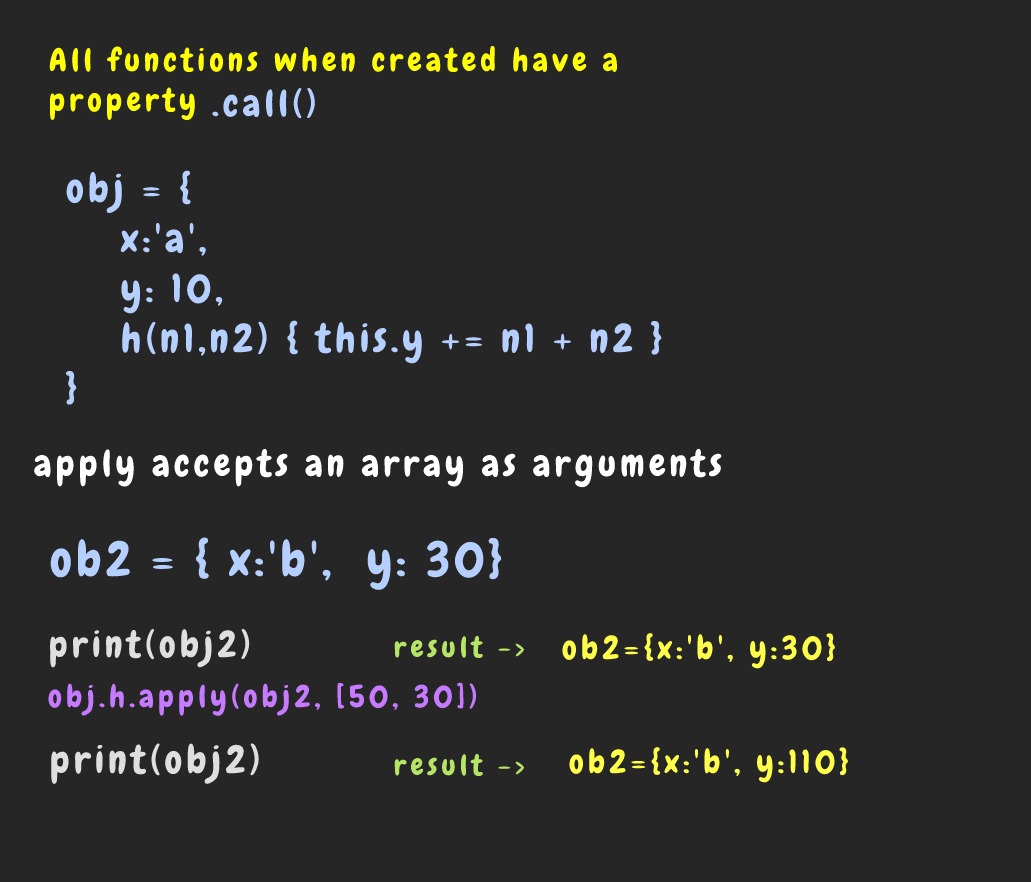 All functions when created have a
property .call()
obj = {
x:'a',
y: 10,
h(n1,n2) { this.y += n1 + n2 }
}
apply accepts an array as arguments
ob2 = { x:'b', y: 30}
print(obj2) result -> ob2={x:'b', y:30}
obj.h.apply(obj2, [50, 30])
print(obj2) result -> ob2={x:'b', y:110}